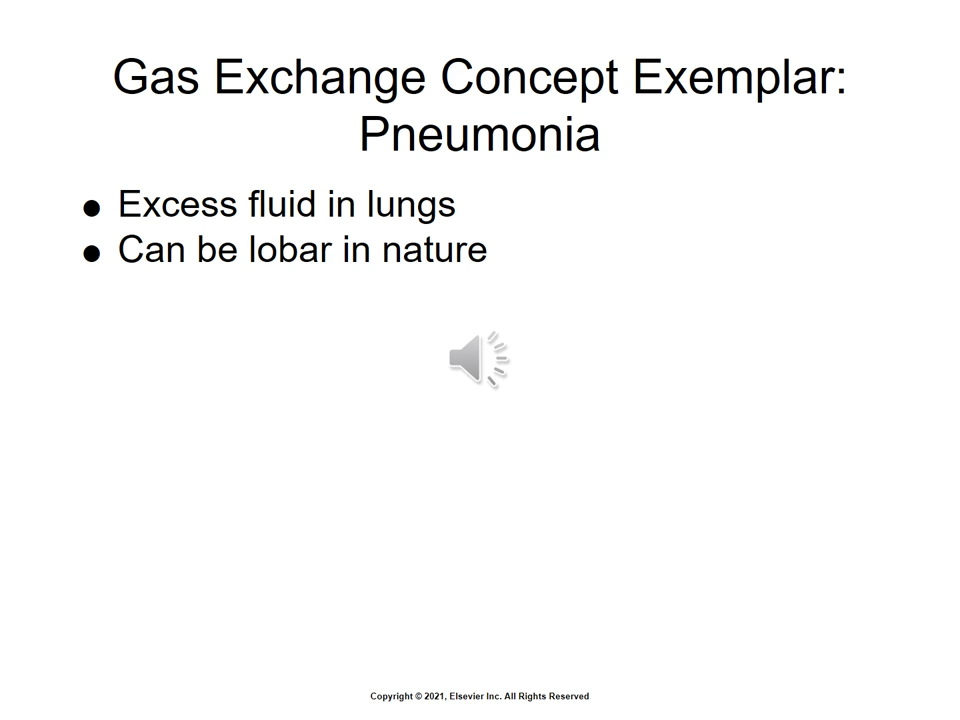 Gas Exchange Concept Exemplar:
Pneumonia
● Excess fluid in lungs
● Can be lobar in nature
Copyright © 2021, Elsevier Inc. All Rights Reserved